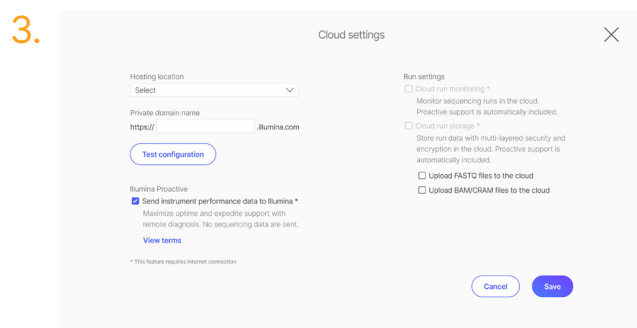 3.
Cloud settings
Hosting location
Select
Private domain name
https:// .illumina.com
Test configuration
Illumina Proactive
Send instrument performance data to Illumina *
Maximize uptime and expedite support with
remote diagnosis. No sequencing data are sent.
View terms
* This feature requires internet connection
Run settings
Cloud run monitoring *
Monitor sequencing runs in the cloud.
Proactive support is automatically included.
Cloud run storage *
Store run data with multi-layered security and
encryption in the cloud. Proactive support is
automatically included.
Upload FASTQ files to the cloud
Upload BAM/CRAM files to the cloud
Cancel
Save